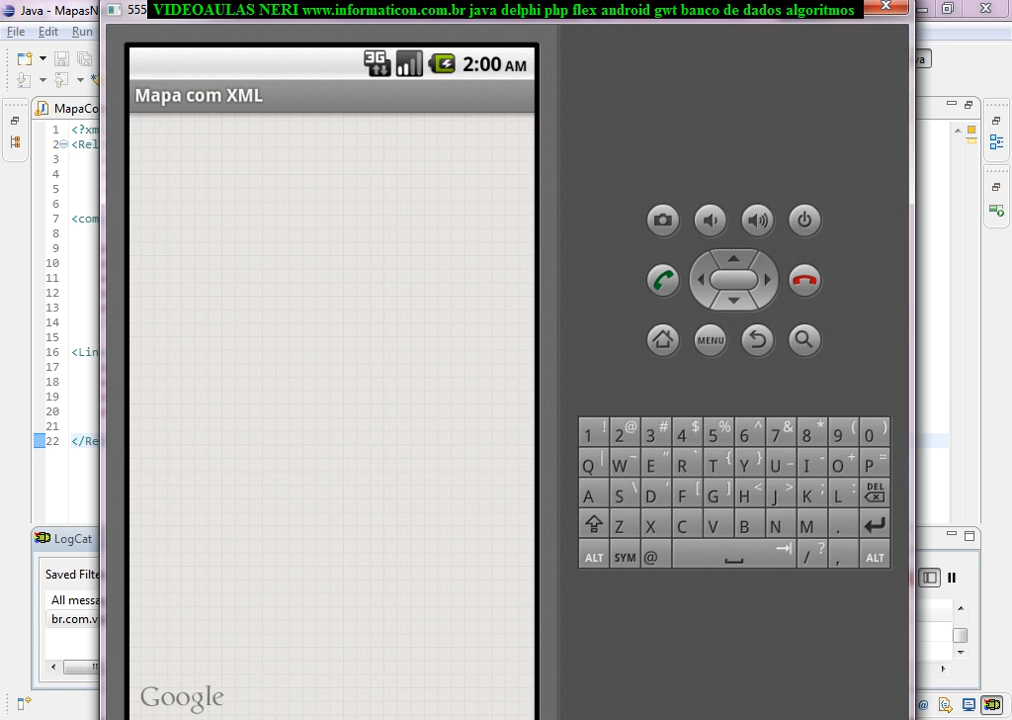 Java - MapasN
555
VIDEOAULAS NERI www.informaticon.com.br java delphi php flex android gwt banco de dados algoritmos
File Edit Run
3G
2:00 AM
Mapa com XML
MapaCo
1 <?xm
2 <Rel
3
4
5
6
7 <com
8
9
10
11
12
13
14
15
16 <Lin
17
18
19
20
21
22 </Re
MENU
1 ! 2 @ 3 # 4 $ 5 % 6 ^ 7 & 8 * 9 ( 0 )
Q | W ~ E " R ` T { Y } U _ I - O + P =
A S \ D ' F [ G ] H < J > K ; L : DEL
Z X C V B N M .
ALT SYM @ / ? , ALT
LogCat
Saved Filte
All messa
br.com.v
Google